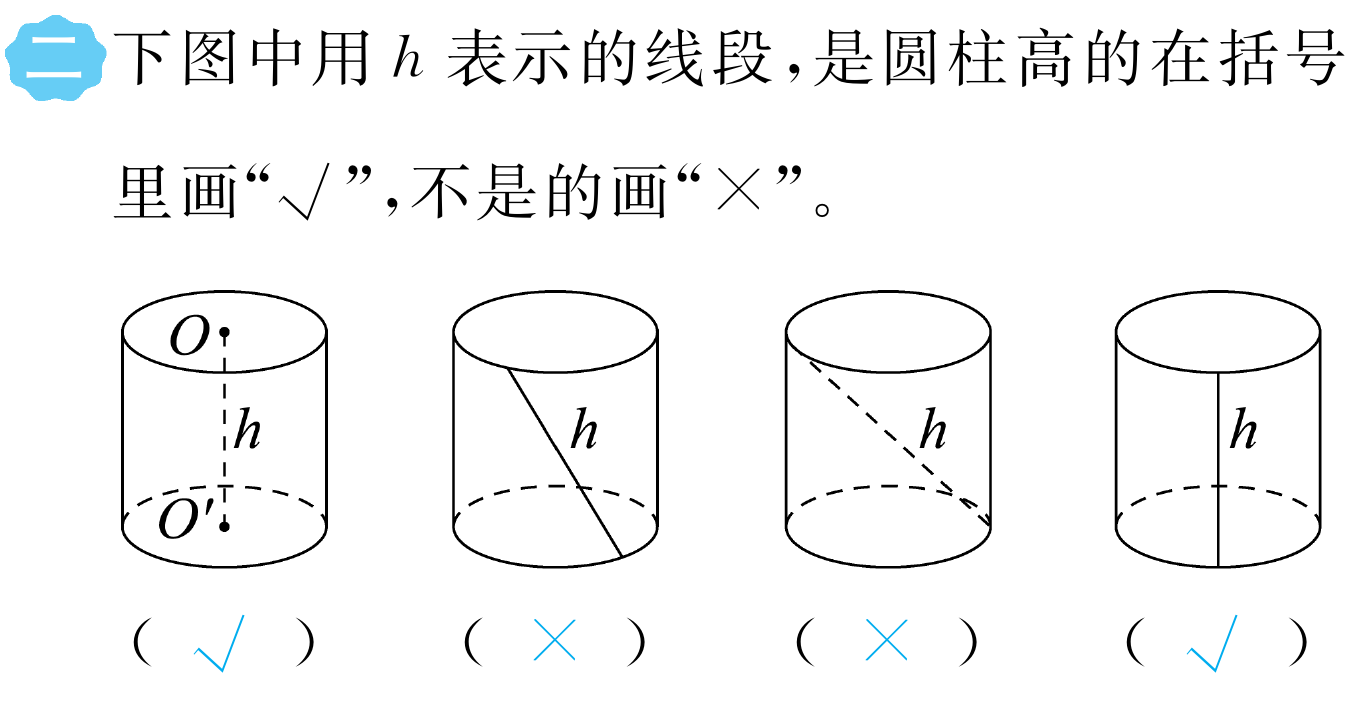 二 下图中用 h 表示的线段，是圆柱高的在括号
里画“√”，不是的画“×”。
O h O′ h h h
（ √ ） （ × ） （ × ） （ √ ）